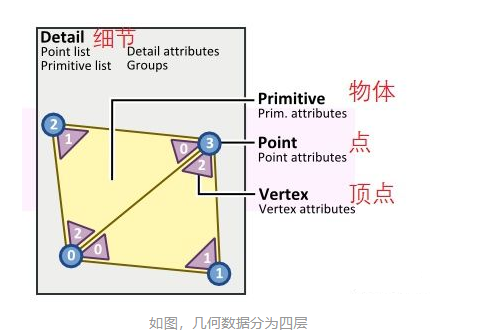 Detail 细节
Point list Detail attributes
Primitive list Groups
Primitive 物体
Prim. attributes
2
1
0
3
Point 点
Point attributes
2
Vertex 顶点
Vertex attributes
2
0
0
1
1
如图，几何数据分为四层